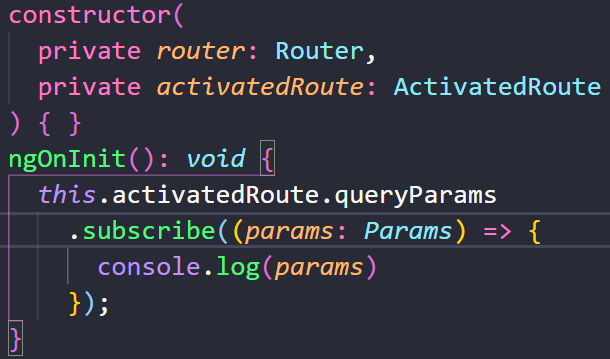 constructor(
private router: Router,
private activatedRoute: ActivatedRoute
) { }
ngOnInit(): void {
this.activatedRoute.queryParams
.subscribe((params: Params) => {
console.log(params)
});
}